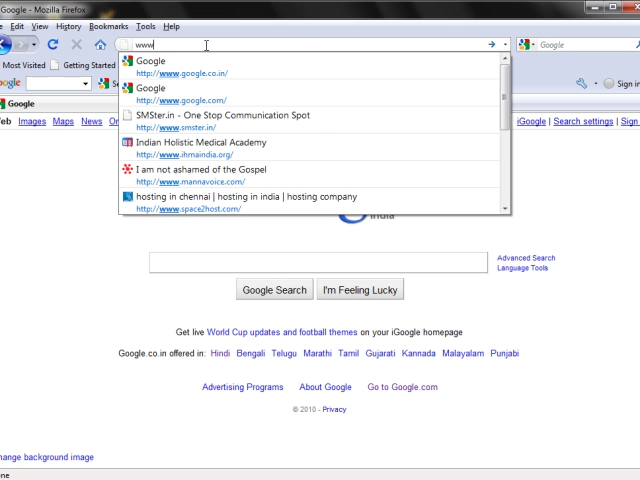 Google - Mozilla Firefox
Edit View History Bookmarks Tools Help
www
Google
Most Visited Getting Started
Google
http://www.google.co.in/
Google
http://www.google.com/
SMSter.in - One Stop Communication Spot
http://www.smster.in/
Indian Holistic Medical Academy
http://www.ihmaindia.org/
I am not ashamed of the Gospel
http://www.mannavoice.com/
hosting in chennai | hosting in india | hosting company
http://www.space2host.com/
ogle
Sign in
Google
eb Images Maps News Or
iGoogle | Search settings | Sign
India
Advanced Search
Language Tools
Google Search I'm Feeling Lucky
Get live World Cup updates and football themes on your iGoogle homepage
Google.co.in offered in: Hindi Bengali Telugu Marathi Tamil Gujarati Kannada Malayalam Punjabi
Advertising Programs About Google Go to Google.com
© 2010 - Privacy
hange background image
one